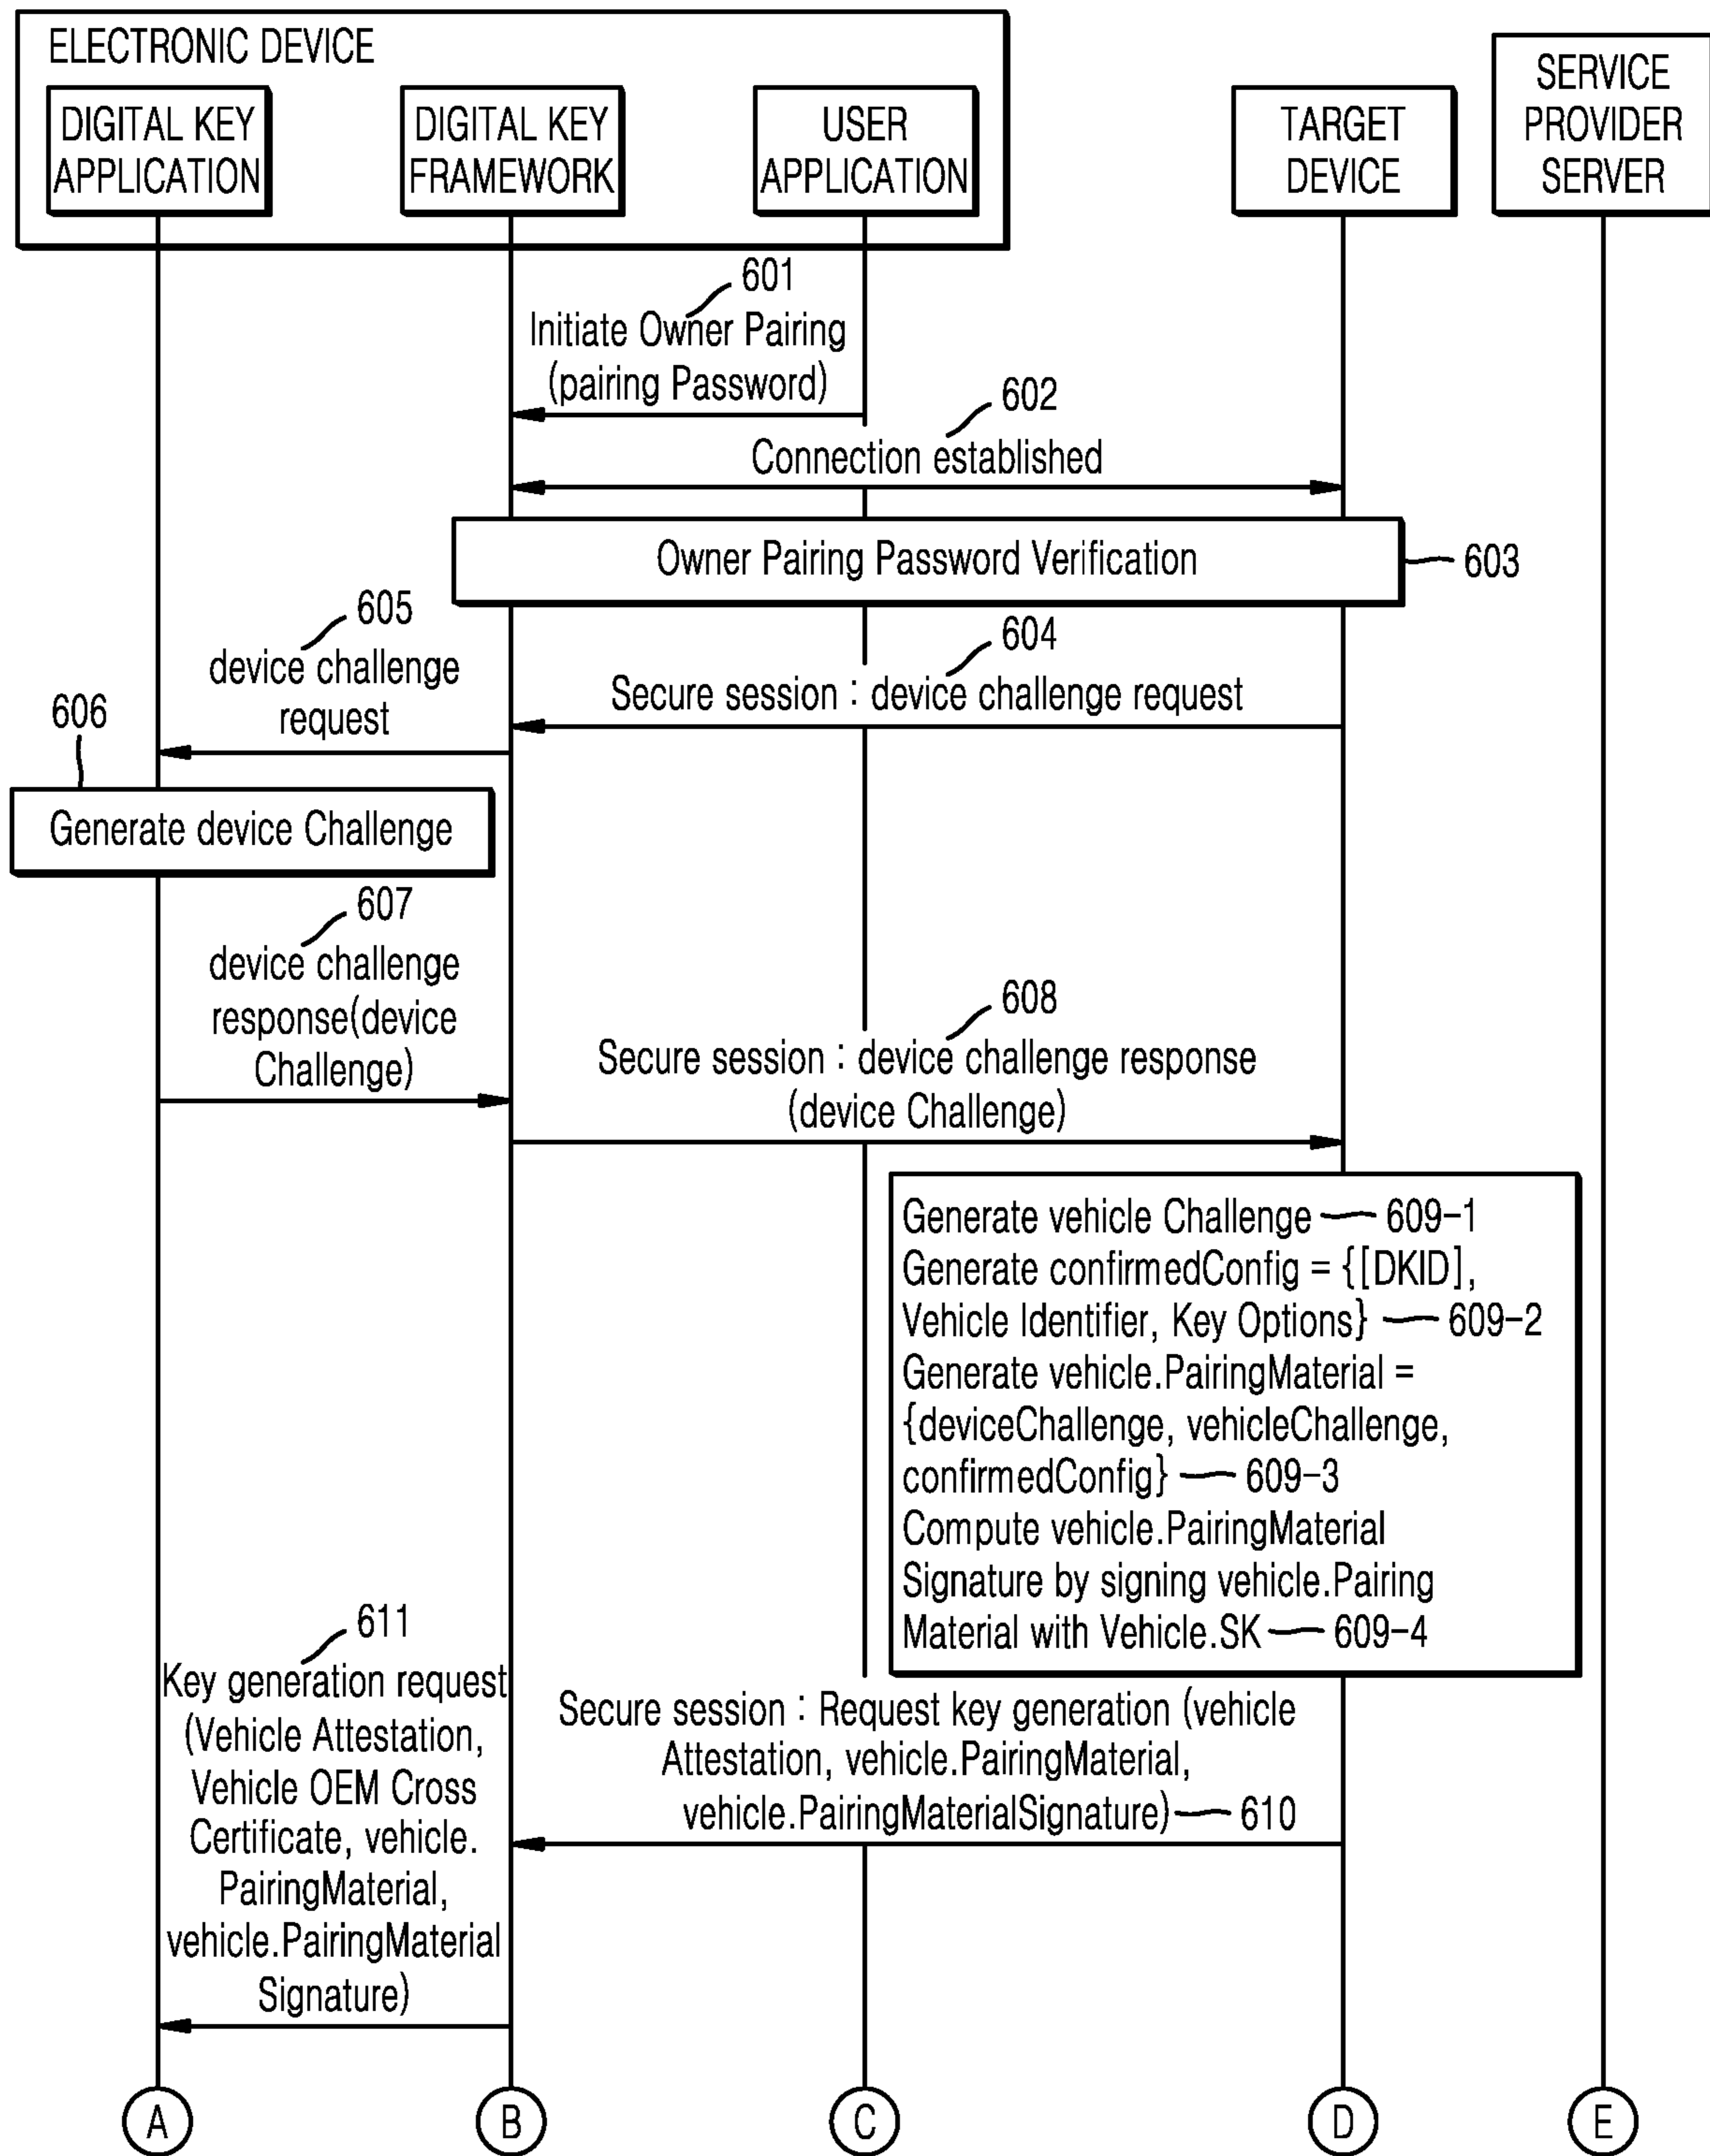 ELECTRONIC DEVICE
DIGITAL KEY
APPLICATION
DIGITAL KEY
FRAMEWORK
USER
APPLICATION
TARGET
DEVICE
SERVICE
PROVIDER
SERVER
601
Initiate Owner Pairing
(pairing Password)
602
Connection established
Owner Pairing Password Verification
603
604
Secure session : device challenge request
605
device challenge
request
606
Generate device Challenge
607
device challenge
response(device
Challenge)
608
Secure session : device challenge response
(device Challenge)
Generate vehicle Challenge 609-1
Generate confirmedConfig = {[DKID],
Vehicle Identifier, Key Options} 609-2
Generate vehicle.PairingMaterial =
{deviceChallenge, vehicleChallenge,
confirmedConfig} 609-3
Compute vehicle.PairingMaterial
Signature by signing vehicle.Pairing
Material with Vehicle.SK 609-4
Secure session : Request key generation (vehicle
Attestation, vehicle.PairingMaterial,
vehicle.PairingMaterialSignature) 610
611
Key generation request
(Vehicle Attestation,
Vehicle OEM Cross
Certificate, vehicle.
PairingMaterial,
vehicle.PairingMaterial
Signature)
A
B
C
D
E